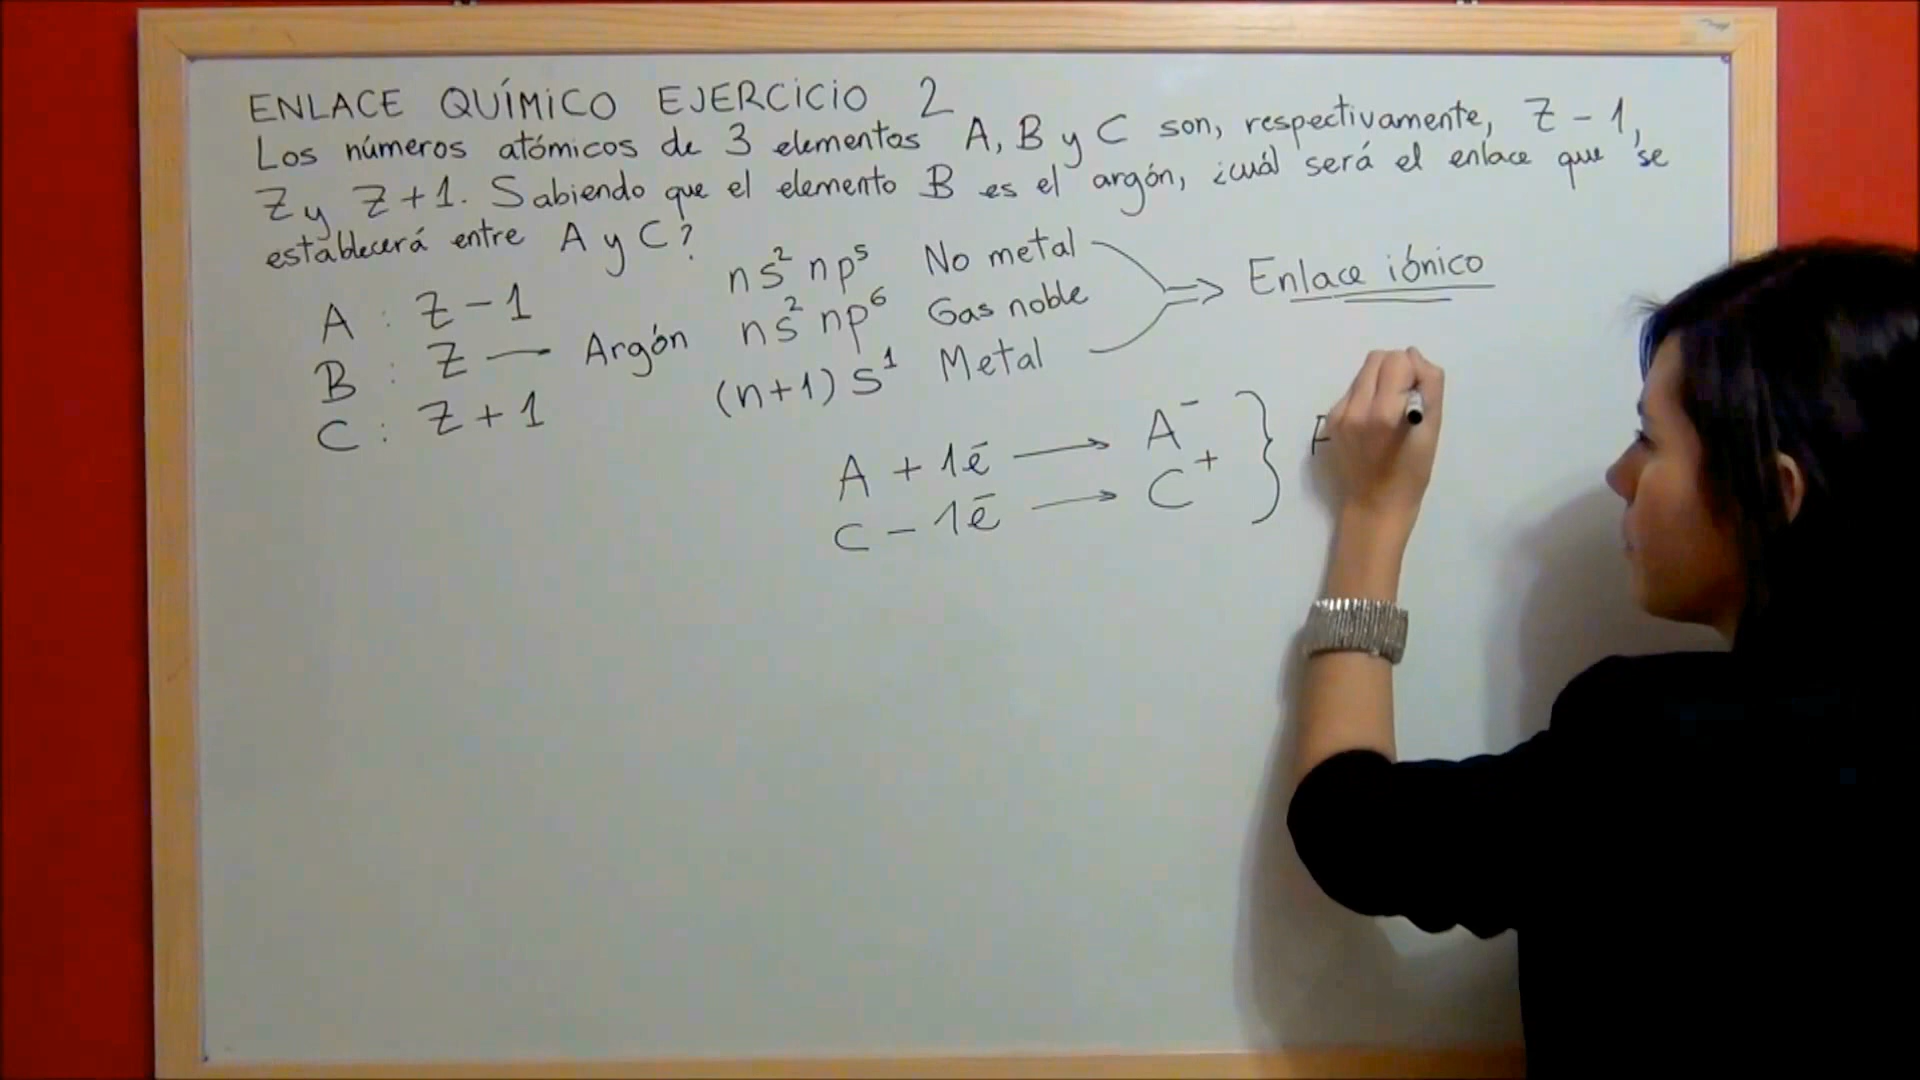 ENLACE QUÍMICO EJERCICIO 2
Los números atómicos de 3 elementos A, B y C son, respectivamente, Z - 1,
Z y Z + 1. Sabiendo que el elemento B es el argón, ¿cuál será el enlace que se
establecerá entre A y C?
A : Z - 1 ns² np⁵ No metal
B : Z — Argón ns² np⁶ Gas noble
C : Z + 1 (n+1) s¹ Metal
⇒ Enlace iónico
A + 1e⁻ → A⁻
C - 1e⁻ → C⁺